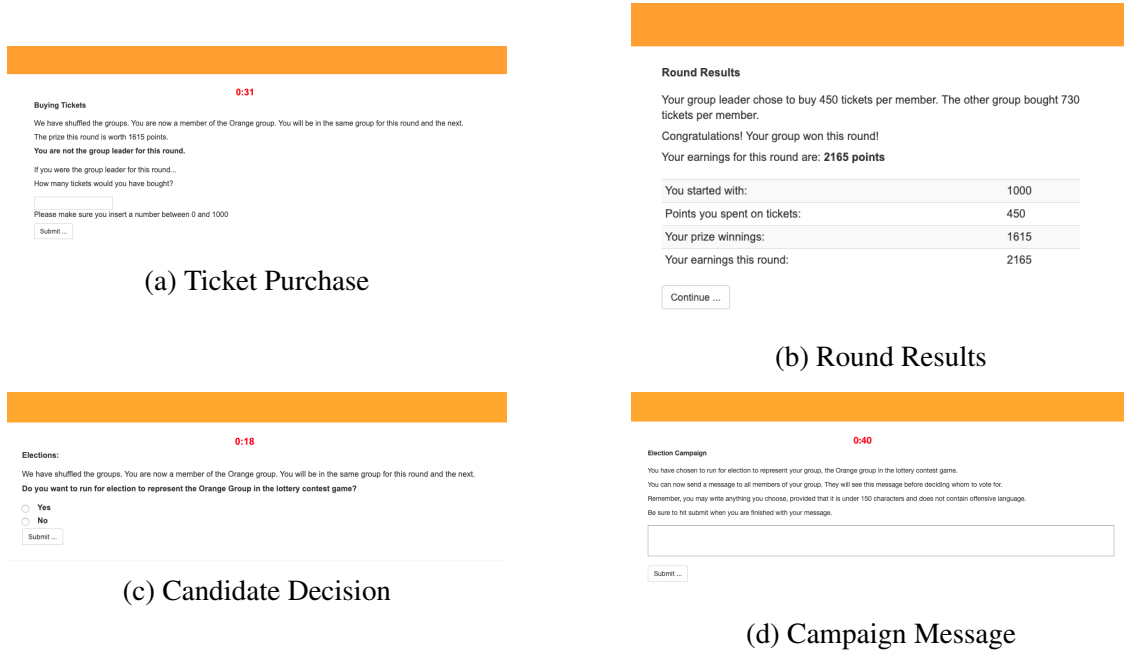 0:31
Buying Tickets
We have shuffled the groups. You are now a member of the Orange group. You will be in the same group for this round and the next.
The prize this round is worth 1615 points.
You are not the group leader for this round.
If you were the group leader for this round...
How many tickets would you have bought?
Please make sure you insert a number between 0 and 1000
Submit ...
(a) Ticket Purchase
Round Results
Your group leader chose to buy 450 tickets per member. The other group bought 730
tickets per member.
Congratulations! Your group won this round!
Your earnings for this round are: 2165 points
You started with: 1000
Points you spent on tickets: 450
Your prize winnings: 1615
Your earnings this round: 2165
Continue ...
(b) Round Results
0:18
Elections:
We have shuffled the groups. You are now a member of the Orange group. You will be in the same group for this round and the next.
Do you want to run for election to represent the Orange Group in the lottery contest game?
Yes
No
Submit ...
(c) Candidate Decision
0:40
Election Campaign
You have chosen to run for election to represent your group, the Orange group in the lottery contest game.
You can now send a message to all members of your group. They will see this message before deciding whom to vote for.
Remember, you may write anything you choose, provided that it is under 150 characters and does not contain offensive language.
Be sure to hit submit when you are finished with your message.
Submit ...
(d) Campaign Message